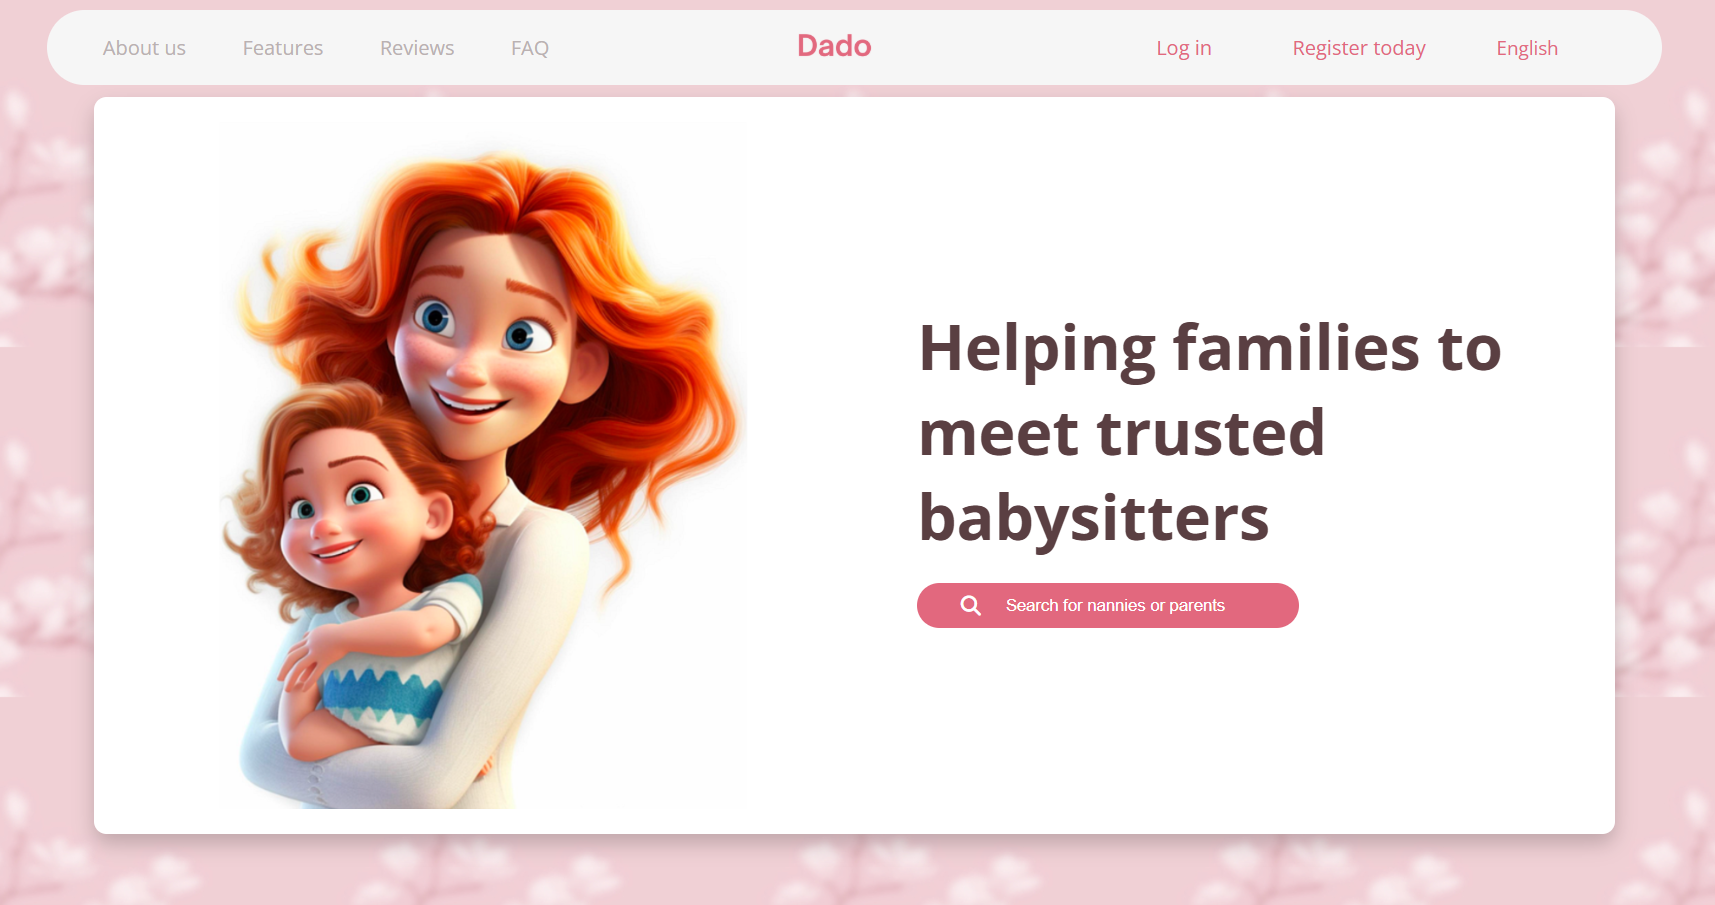 About us Features Reviews FAQ Dado Log in Register today English
Helping families to
meet trusted
babysitters
Search for nannies or parents